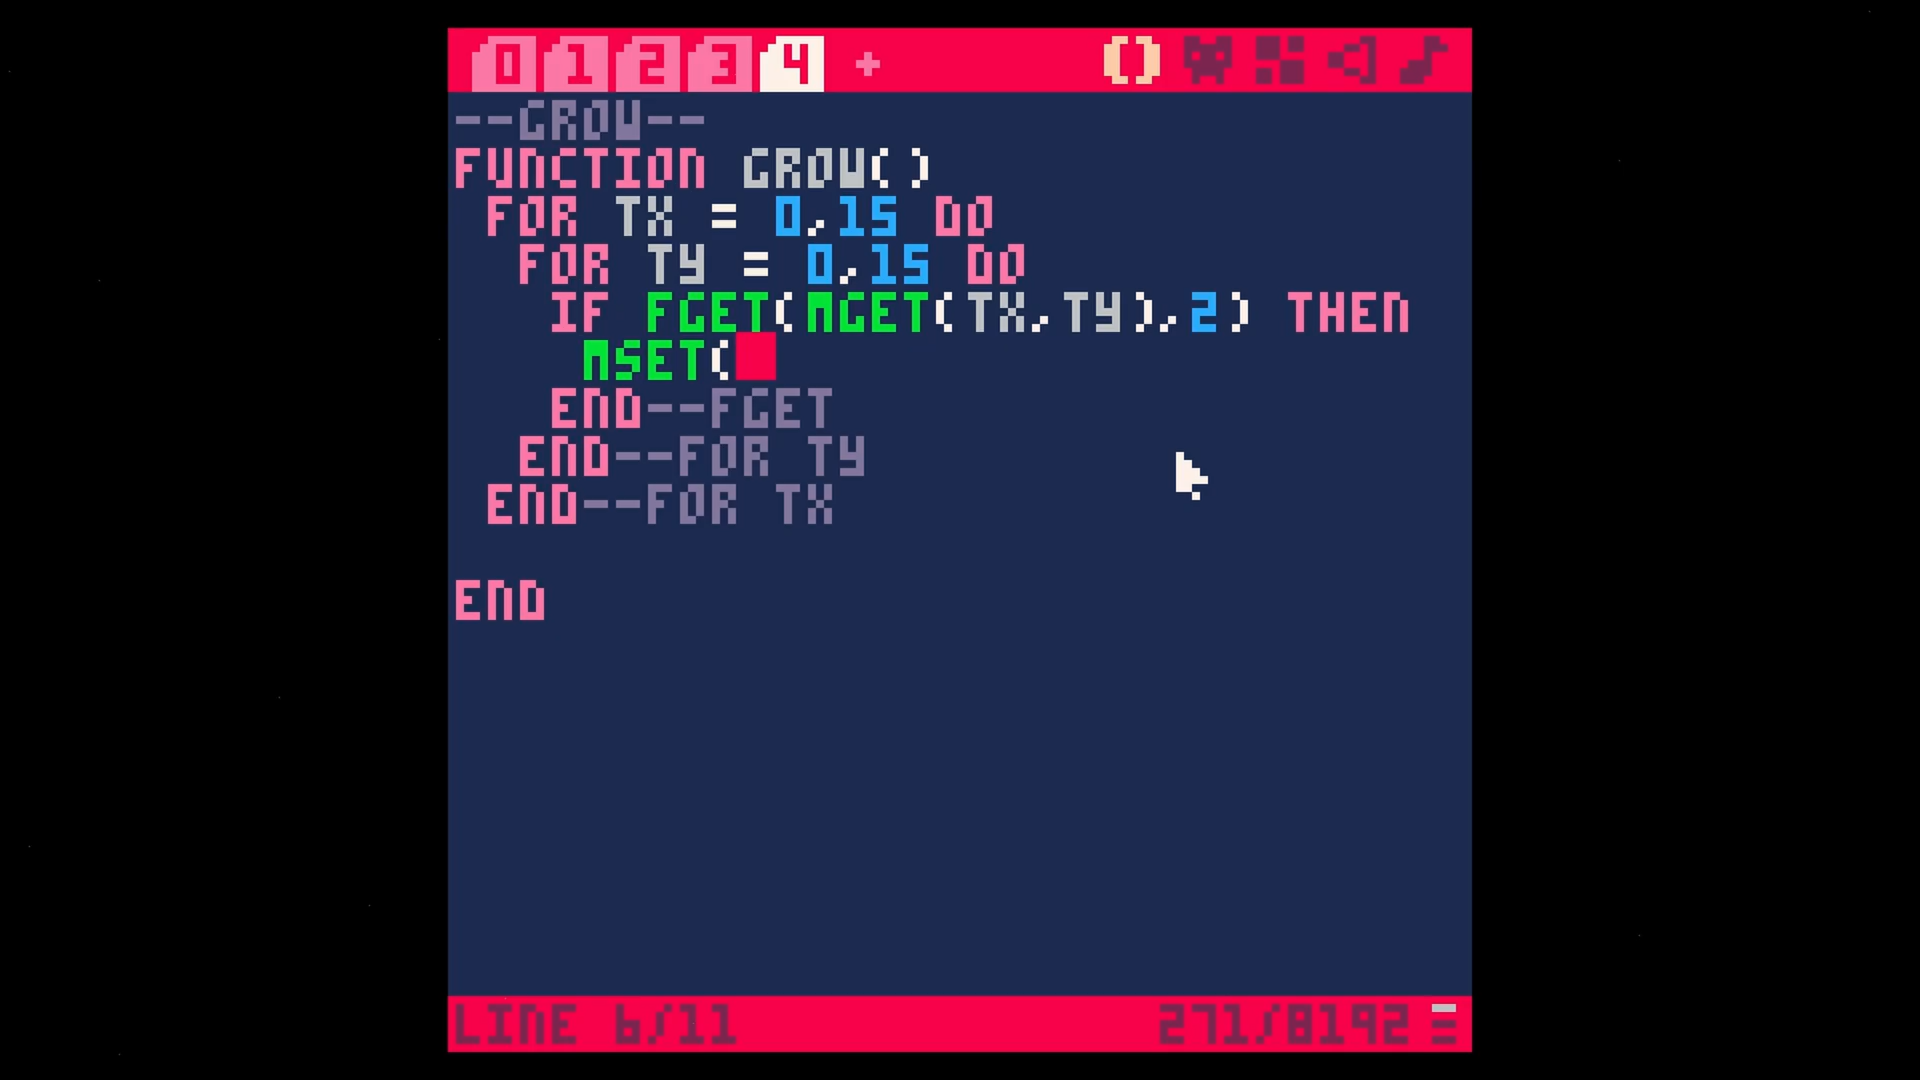 0 1 2 3 4 +
--GROW--
FUNCTION GROW()
FOR TX = 0,15 DO
FOR TY = 0,15 DO
IF FGET(MGET(TX,TY),2) THEN
MSET(
END--FGET
END--FOR TY
END--FOR TX
END
LINE 6/11 271/8192